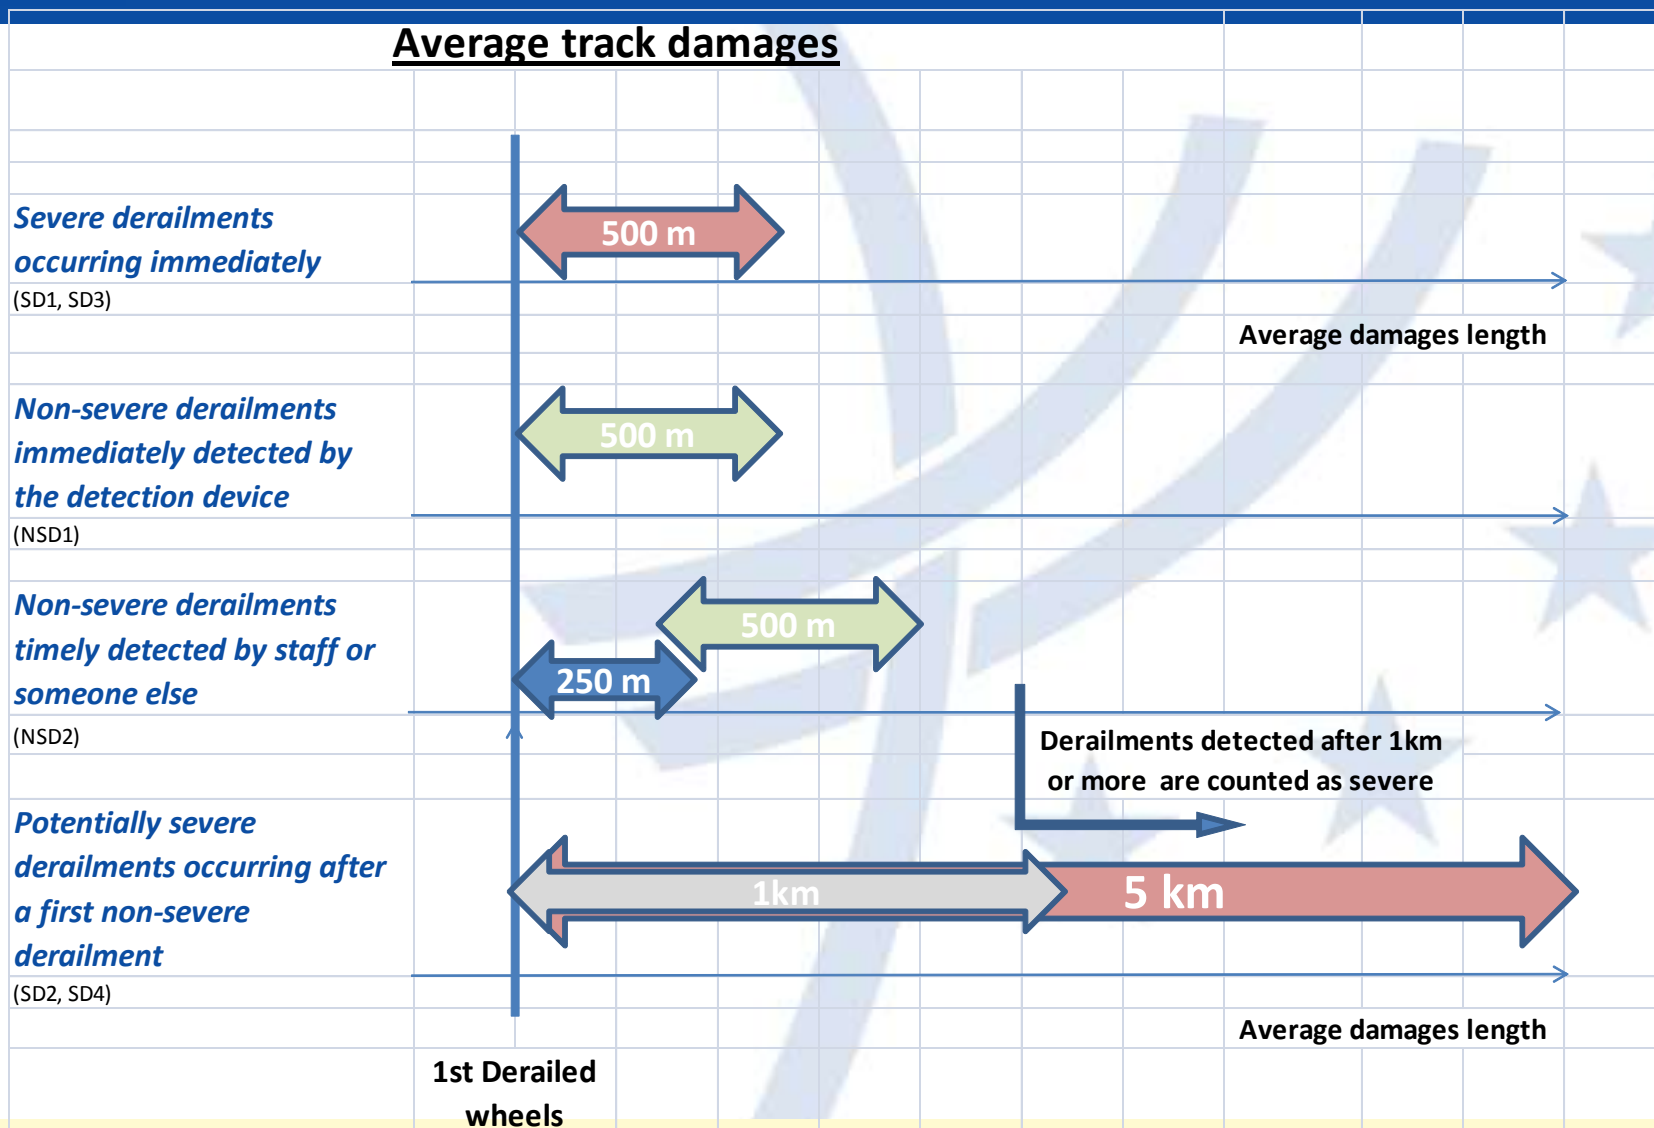 Average track damages
Severe derailments
occurring immediately
(SD1, SD3)
500 m
Average damages length
Non-severe derailments
immediately detected by
the detection device
(NSD1)
500 m
Non-severe derailments
timely detected by staff or
someone else
(NSD2)
500 m
250 m
Derailments detected after 1km
or more are counted as severe
Potentially severe
derailments occurring after
a first non-severe
derailment
(SD2, SD4)
1km
5 km
Average damages length
1st Derailed
wheels